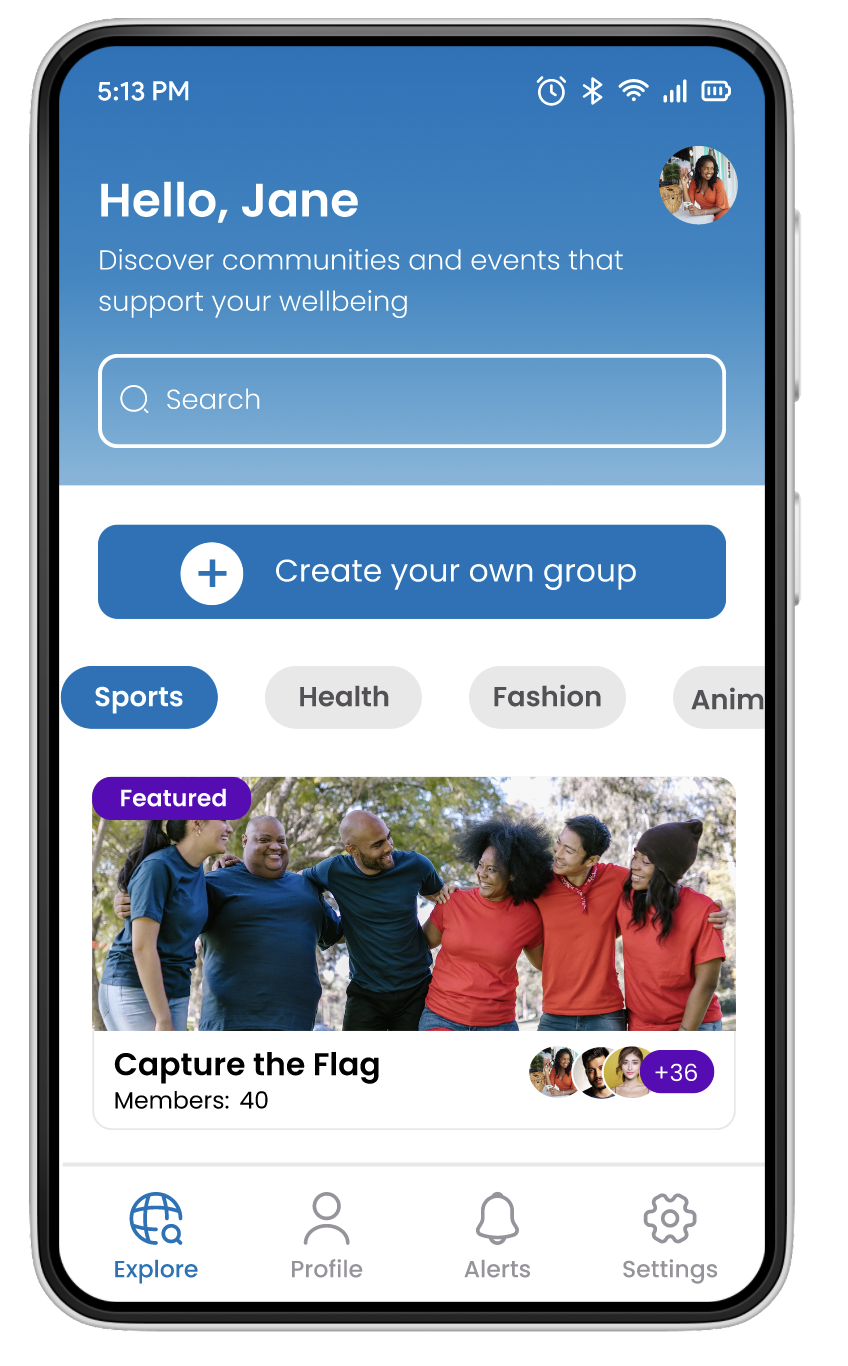 5:13 PM
Hello, Jane
Discover communities and events that
support your wellbeing
Search
Create your own group
Sports
Health
Fashion
Anim
Featured
Capture the Flag
Members: 40
+36
Explore
Profile
Alerts
Settings